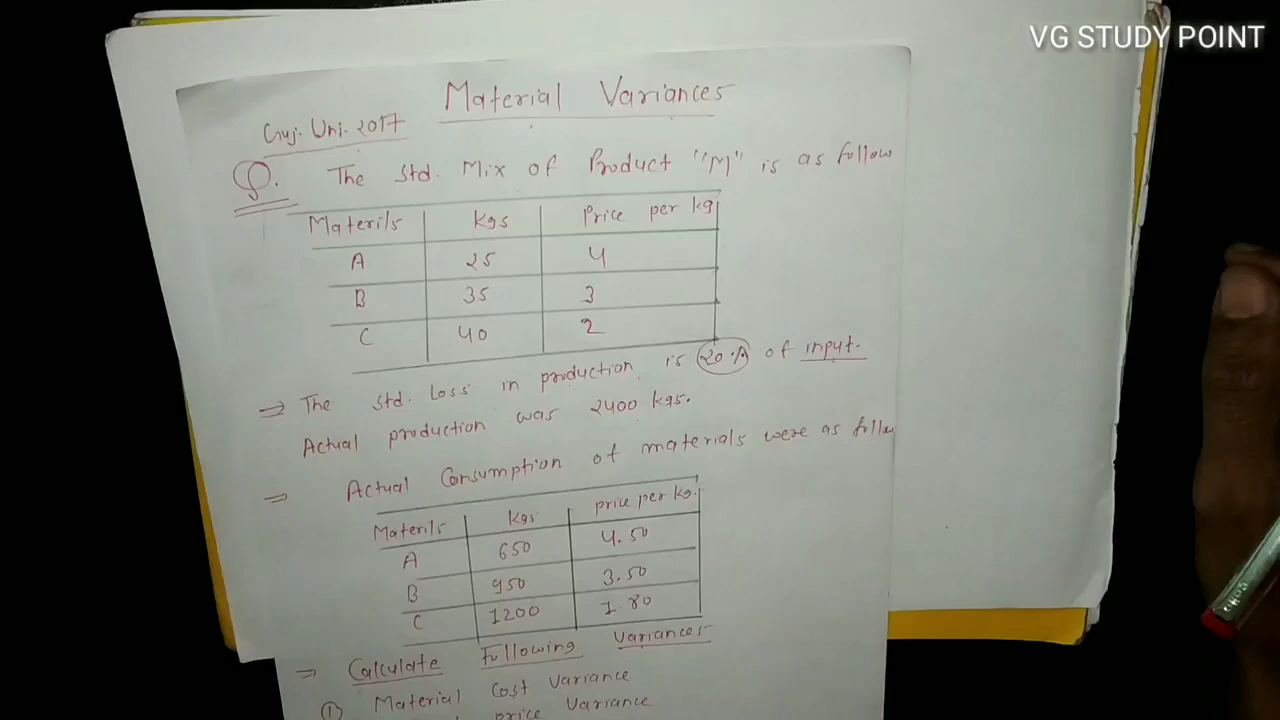 VG STUDY POINT
Material Variances
Guj. Uni. 2017
Q. The Std. Mix of Product "M" is as follow
Materils kgs Price per kg
A 25 4
B 35 3
C 40 2
⇒ The Std. Loss in production is 20% of input.
Actual production was 2400 kgs.
⇒ Actual Consumption of materials were as follow
Materils kgs price per kg.
A 650 4.50
B 950 3.50
C 1200 1.80
⇒ Calculate Following Variances
① Material Cost Variance
price Variance